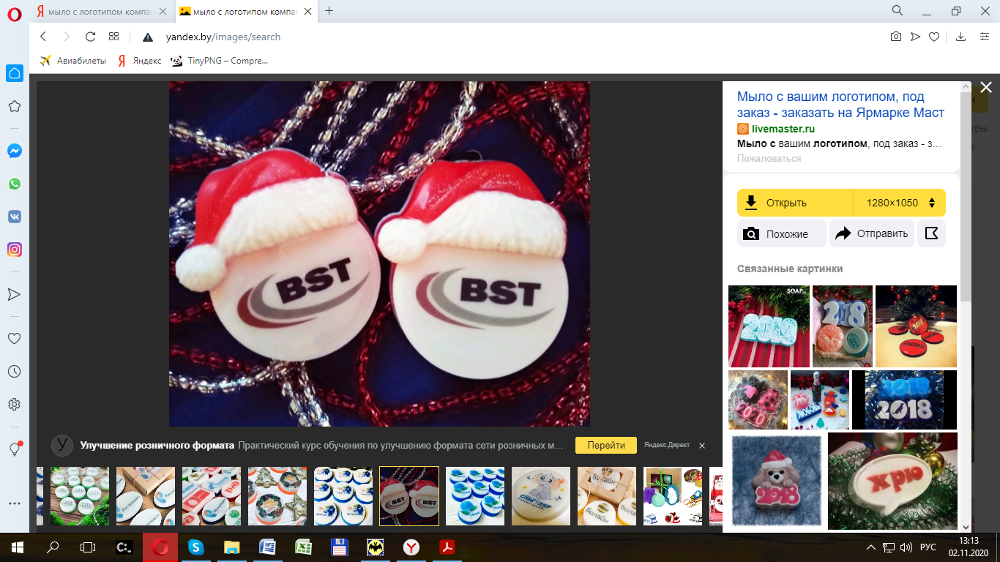 мыло с логотипом компан
мыло с логотипом компан
yandex.by/images/search
Авиабилеты
Яндекс
TinyPNG – Compre...
BST
BST
Мыло с вашим логотипом, под
заказ - заказать на Ярмарке Маст
livemaster.ru
Мыло с вашим логотипом, под заказ - з...
Пожаловаться
Открыть
1280×1050
Похожие
Отправить
Связанные картинки
SOAP
2019
2018
2020
2018
2018
хрю
Улучшение розничного формата Практический курс обучения по улучшению формата сети розничных м...
Перейти
Яндекс.Директ
BST
BST
билайн
билайн
C:\_
РУС
13:13
02.11.2020